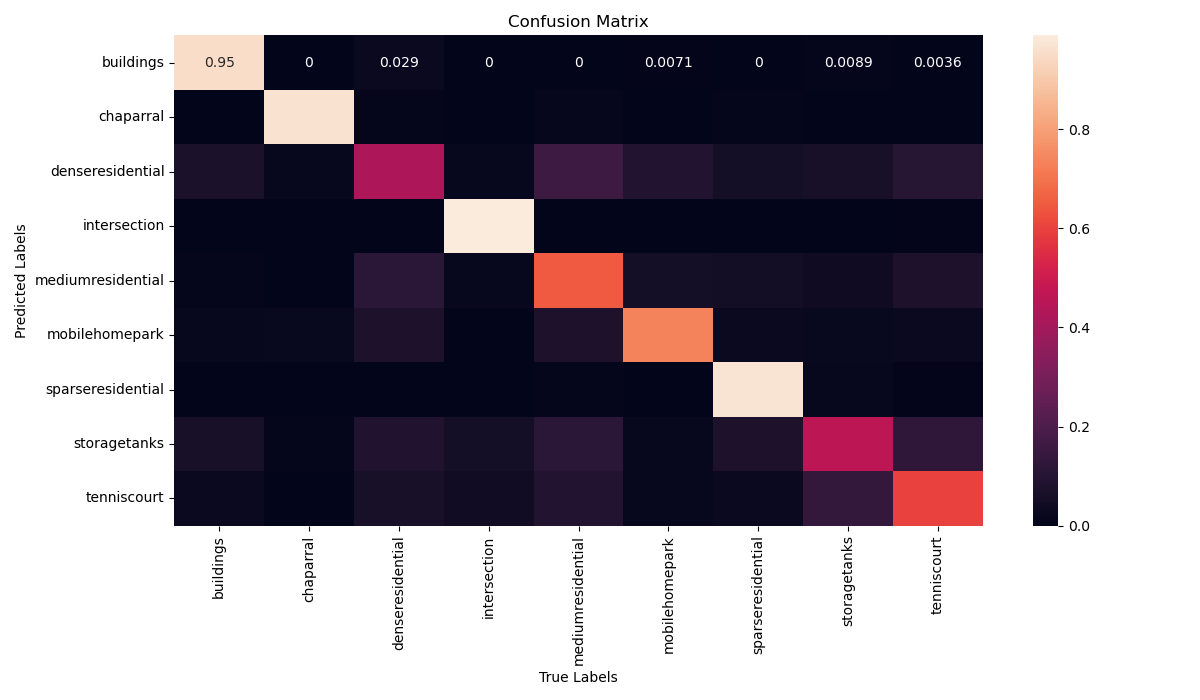 Confusion Matrix
Predicted Labels
buildings 0.95 0 0.029 0 0 0.0071 0 0.0089 0.0036
chaparral
denseresidential
intersection
mediumresidential
mobilehomepark
sparseresidential
storagetanks
tenniscourt
buildings chaparral denseresidential intersection mediumresidential mobilehomepark sparseresidential storagetanks tenniscourt
True Labels
0.8
0.6
0.4
0.2
0.0